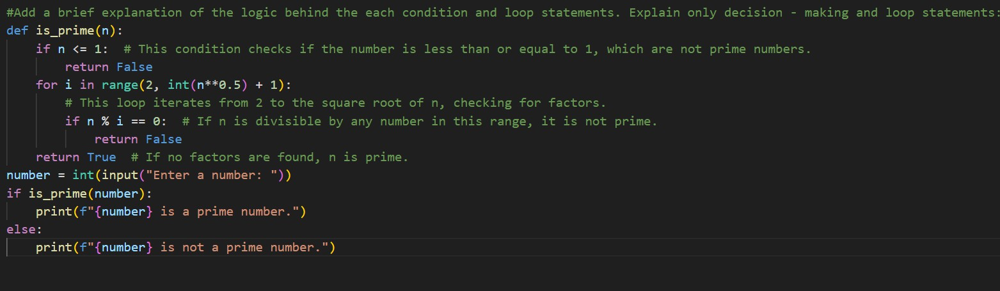 #Add a brief explanation of the logic behind the each condition and loop statements. Explain only decision - making and loop statements:
def is_prime(n):
    if n <= 1:  # This condition checks if the number is less than or equal to 1, which are not prime numbers.
        return False
    for i in range(2, int(n**0.5) + 1):
        # This loop iterates from 2 to the square root of n, checking for factors.
        if n % i == 0:  # If n is divisible by any number in this range, it is not prime.
            return False
    return True  # If no factors are found, n is prime.
number = int(input("Enter a number: "))
if is_prime(number):
    print(f"{number} is a prime number.")
else:
    print(f"{number} is not a prime number.")